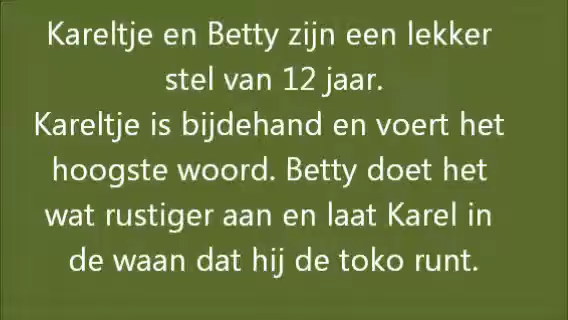 Kareltje en Betty zijn een lekker
stel van 12 jaar.
Kareltje is bijdehand en voert het
hoogste woord. Betty doet het
wat rustiger aan en laat Karel in
de waan dat hij de toko runt.